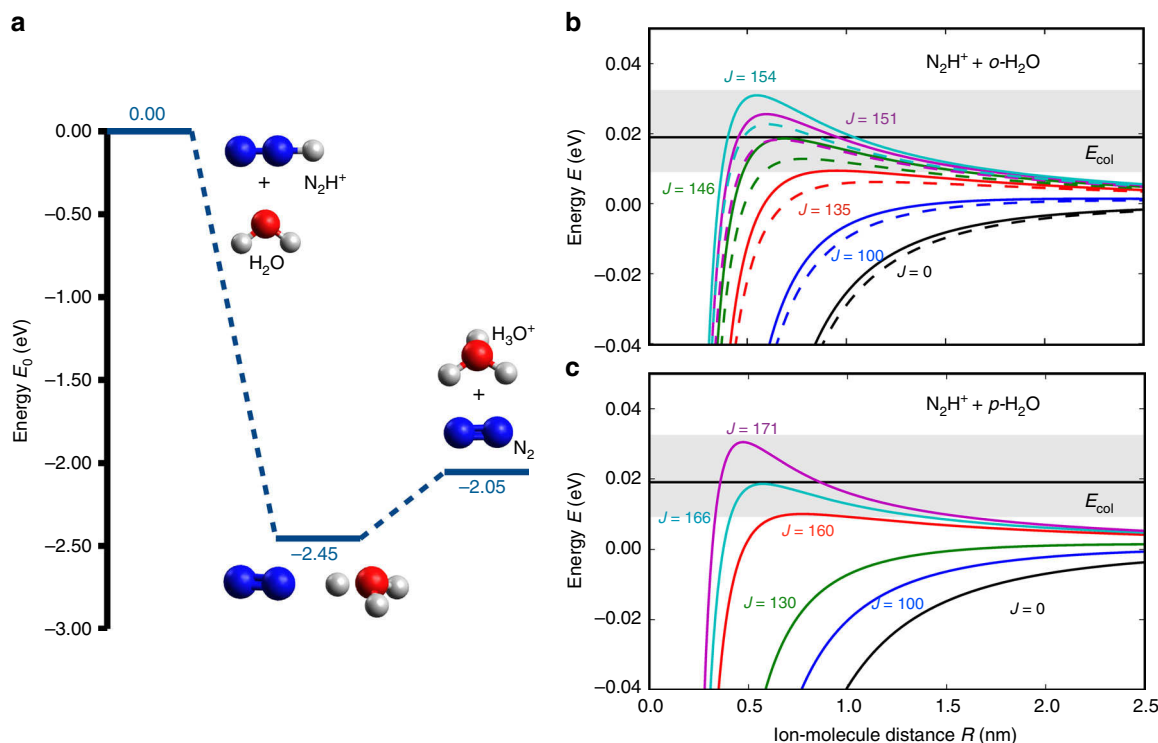 a
0.00
0.00
−0.50
−1.00
−1.50
−2.00
−2.50
−3.00
Energy E₀ (eV)
+
N₂H⁺
H₂O
−2.45
H₃O⁺
+
N₂
−2.05
b
0.04
0.02
0.00
−0.02
−0.04
Energy E (eV)
N₂H⁺ + o-H₂O
J = 154
J = 151
E_col
J = 146
J = 135
J = 100
J = 0
c
0.04
0.02
0.00
−0.02
−0.04
Energy E (eV)
N₂H⁺ + p-H₂O
J = 171
E_col
J = 166
J = 160
J = 130
J = 100
J = 0
0.0 0.5 1.0 1.5 2.0 2.5
Ion-molecule distance R (nm)